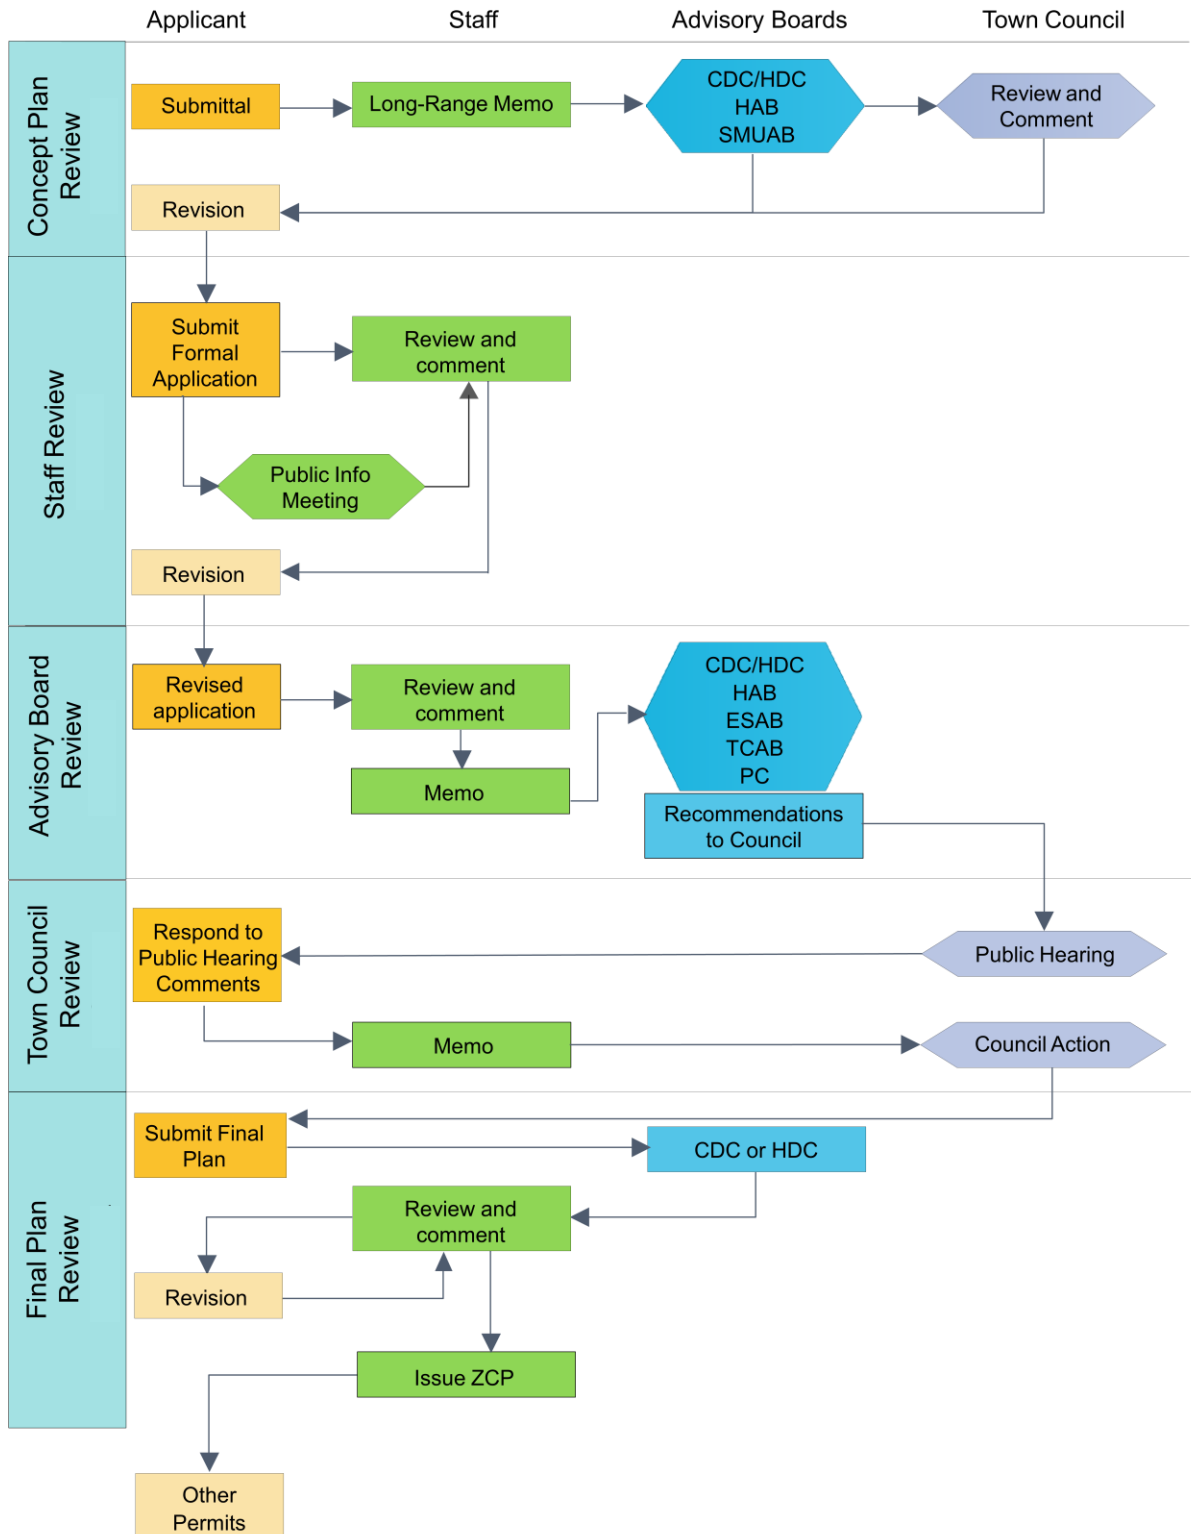 Applicant
Staff
Advisory Boards
Town Council
Concept Plan
Review
Submittal
Long-Range Memo
CDC/HDC
HAB
SMUAB
Review and
Comment
Revision
Staff Review
Submit
Formal
Application
Review and
comment
Public Info
Meeting
Revision
Advisory Board
Review
Revised
application
Review and
comment
Memo
CDC/HDC
HAB
ESAB
TCAB
PC
Recommendations
to Council
Town Council
Review
Respond to
Public Hearing
Comments
Public Hearing
Memo
Council Action
Final Plan
Review
Submit Final
Plan
CDC or HDC
Review and
comment
Revision
Issue ZCP
Other
Permits